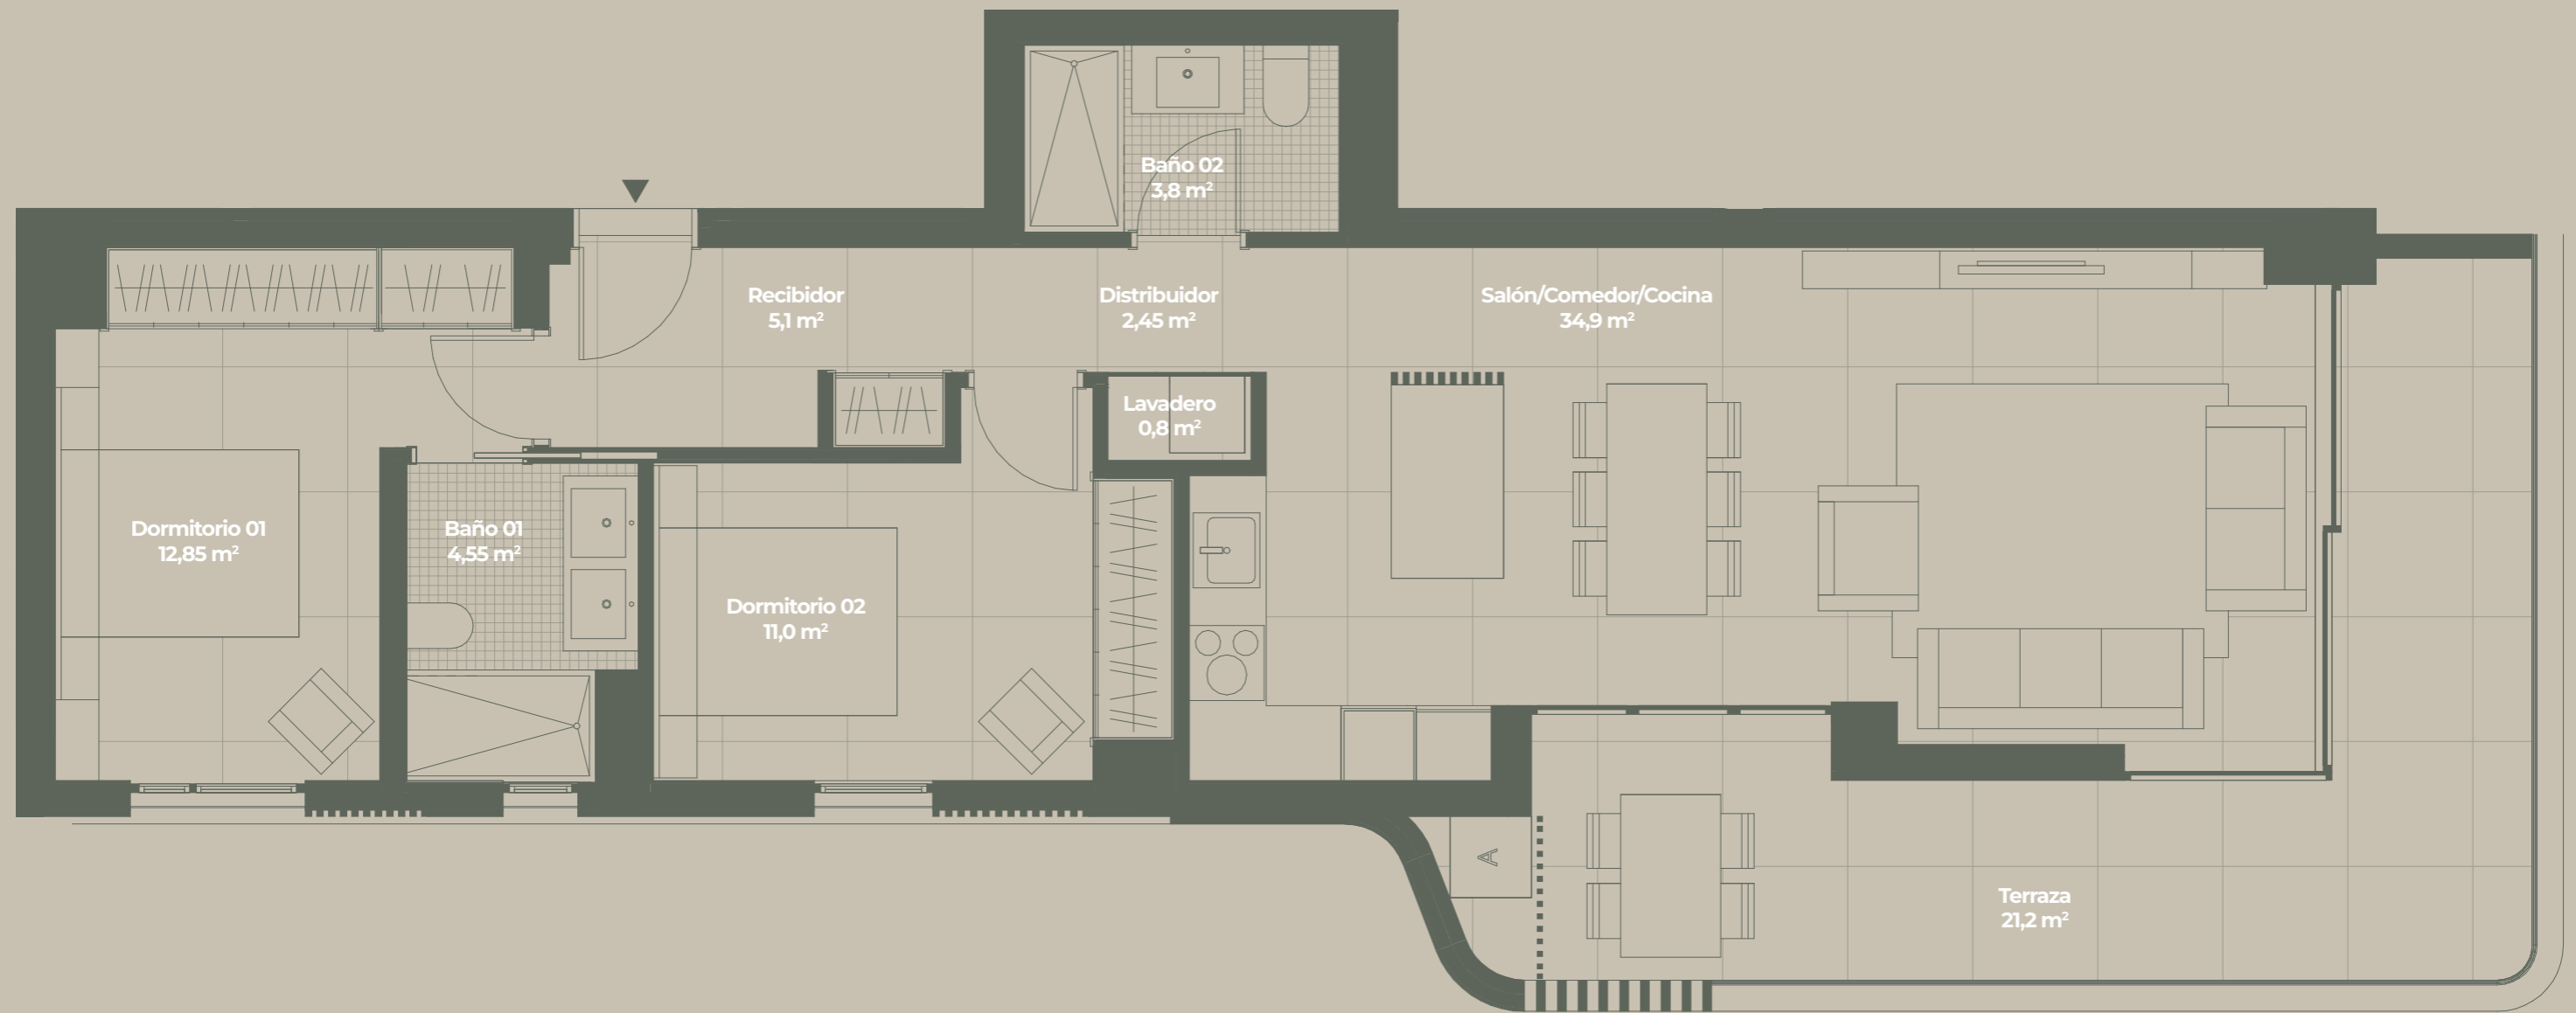 Baño 02
3,8 m²
Recibidor
5,1 m²
Distribuidor
2,45 m²
Salón/Comedor/Cocina
34,9 m²
Lavadero
0,8 m²
Dormitorio 01
12,85 m²
Baño 01
4,55 m²
Dormitorio 02
11,0 m²
A
Terraza
21,2 m²